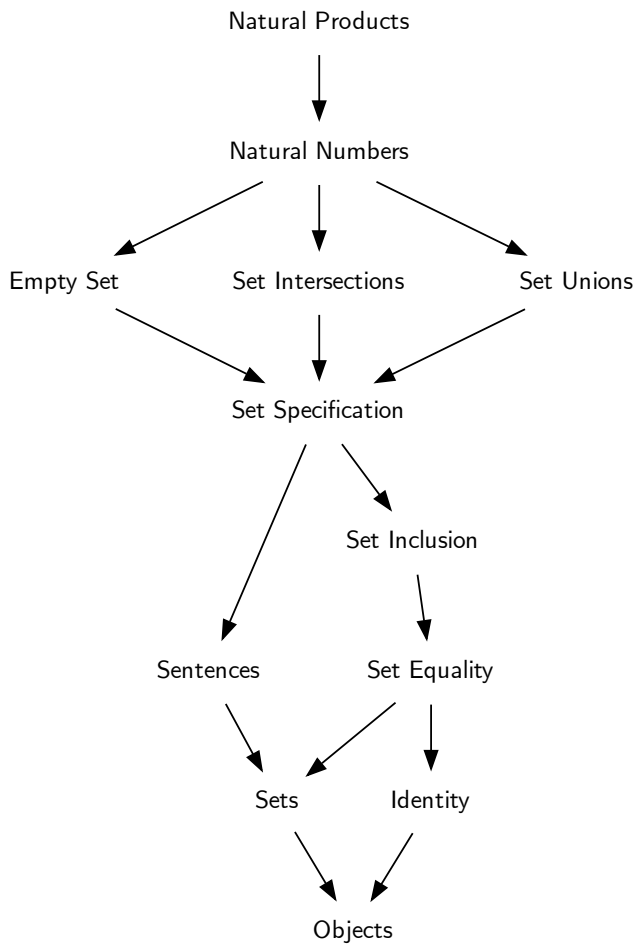 Natural Products
Natural Numbers
Empty Set
Set Intersections
Set Unions
Set Specification
Set Inclusion
Sentences
Set Equality
Sets
Identity
Objects